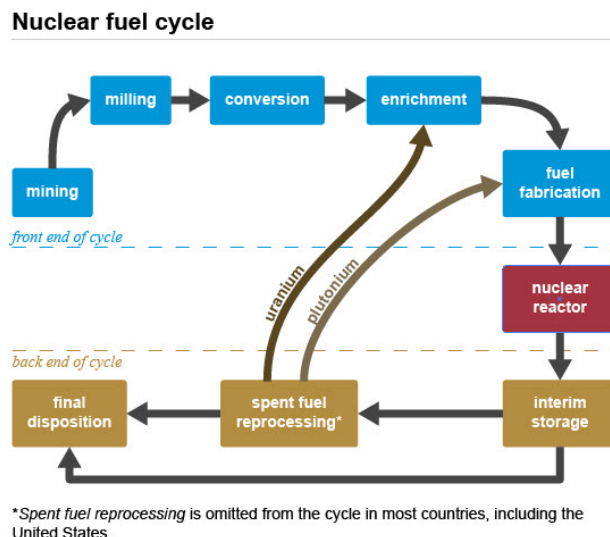 Nuclear fuel cycle
milling
conversion
enrichment
mining
fuel
fabrication
front end of cycle
uranium
plutonium
nuclear
reactor
back end of cycle
final
disposition
spent fuel
reprocessing*
interim
storage
*Spent fuel reprocessing is omitted from the cycle in most countries, including the
United States